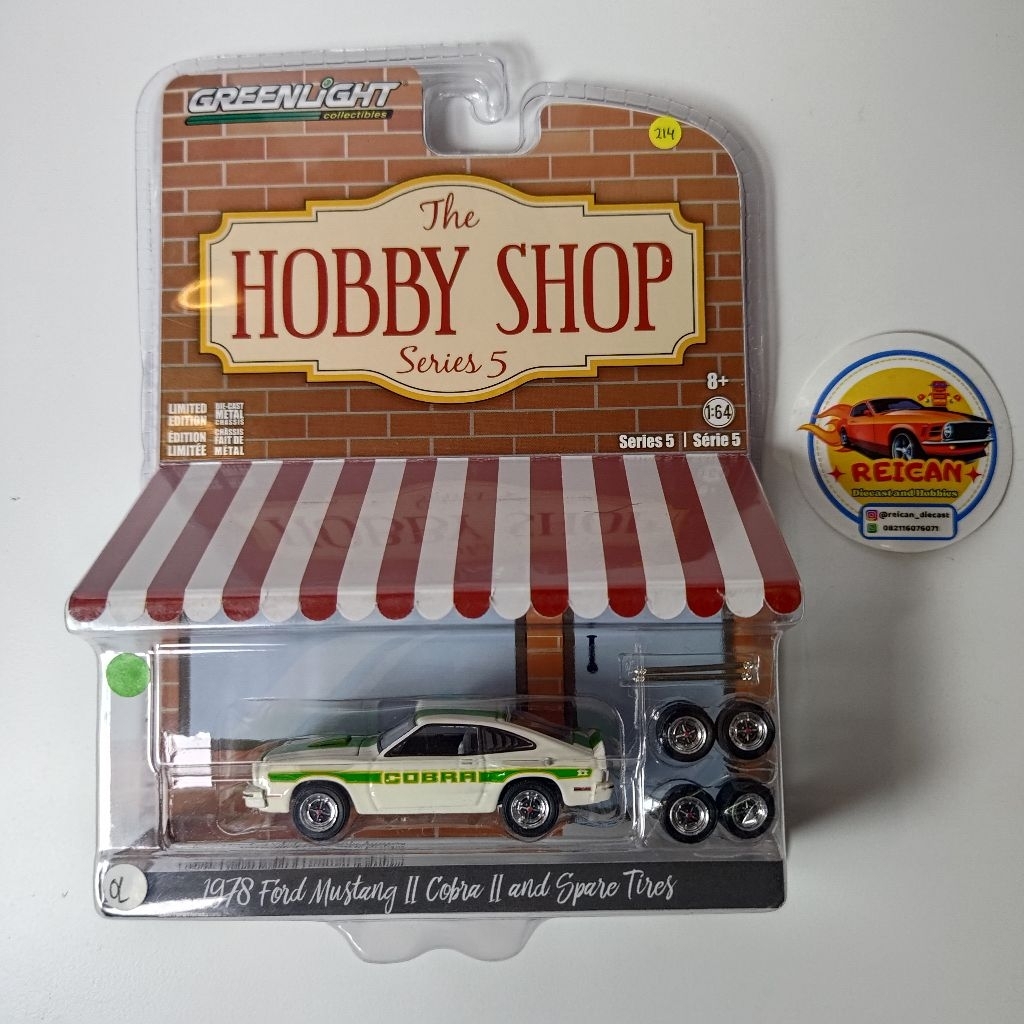 GREENLIGHT
collectibles
214
The
HOBBY SHOP
Series 5
8+
1:64
LIMITED EDITION
DIE-CAST METAL CHASSIS
ÉDITION LIMITÉE
CHÂSSIS FAIT DE MÉTAL
Series 5 | Série 5
REICAN
Diecast and Hobbies
@reican_diecast
082116076071
COBRA
II
OL
1978 Ford Mustang II Cobra II and Spare Tires